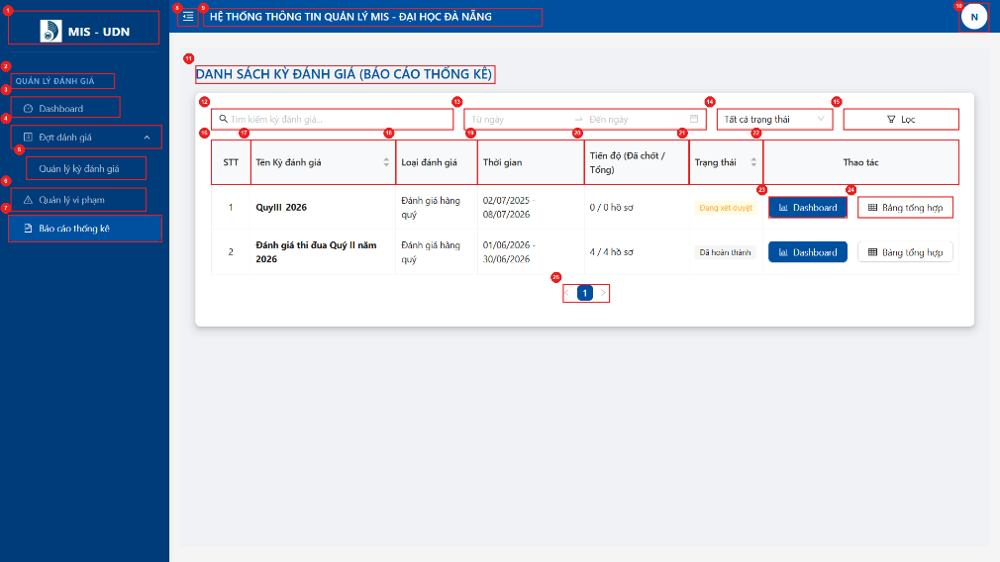 1
MIS - UDN
8
9
HỆ THỐNG THÔNG TIN QUẢN LÝ MIS - ĐẠI HỌC ĐÀ NẴNG
10
N
2
QUẢN LÝ ĐÁNH GIÁ
3
Dashboard
4
Đợt đánh giá
5
Quản lý kỳ đánh giá
6
Quản lý vi phạm
7
Báo cáo thống kê
11
DANH SÁCH KỲ ĐÁNH GIÁ (BÁO CÁO THỐNG KÊ)
12
Tìm kiếm kỳ đánh giá...
13
Từ ngày
Đến ngày
14
Tất cả trạng thái
15
Lọc
16
STT
17
Tên Kỳ đánh giá
18
Loại đánh giá
19
Thời gian
20
Tiến độ (Đã chốt /
Tổng)
21
Trạng thái
22
Thao tác
1
QuyIII 2026
Đánh giá hàng
quý
02/07/2025 -
08/07/2026
0 / 0 hồ sơ
Đang xét duyệt
23
Dashboard
24
Bảng tổng hợp
2
Đánh giá thi đua Quý II năm
2026
Đánh giá hàng
quý
01/06/2026 -
30/06/2026
4 / 4 hồ sơ
Đã hoàn thành
Dashboard
Bảng tổng hợp
25
1